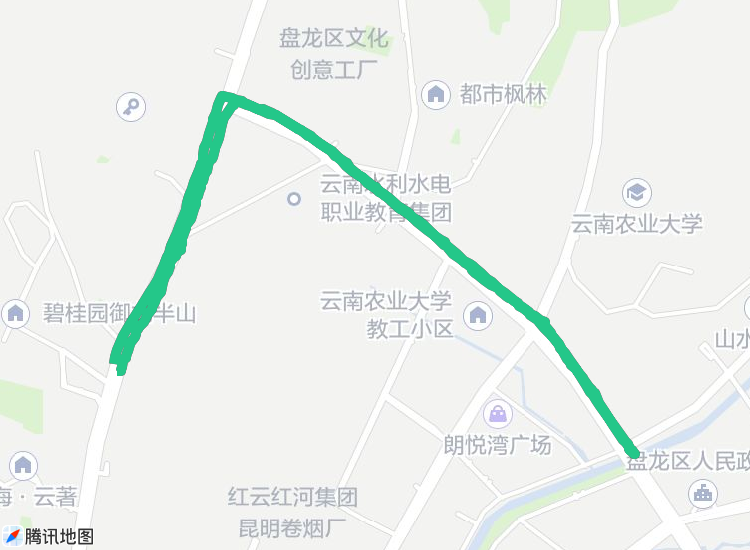 盘龙区文化
创意工厂
都市枫林
云南水利水电
职业教育集团
云南农业大学
云南农业大学
教工小区
碧桂园御
半山
山水
朗悦湾广场
盘龙区人民政
海·云著
红云红河集团
昆明卷烟厂
腾讯地图